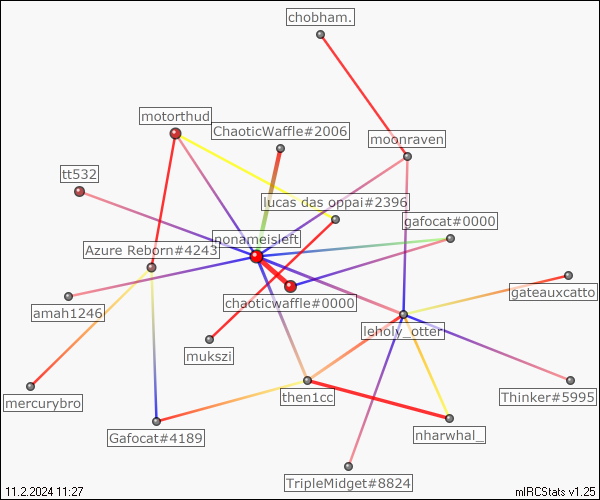 chobham.
motorthud
ChaoticWaffle#2006
moonraven
tt532
lucas das oppai#2396
gafocat#0000
nonameisleft
Azure Reborn#4243
gateauxcatto
chaoticwaffle#0000
amah1246
leholy_otter
mukszi
then1cc
Thinker#5995
mercurybro
Gafocat#4189
nharwhal_
TripleMidget#8824
11.2.2024 11:27
mIRCStats v1.25